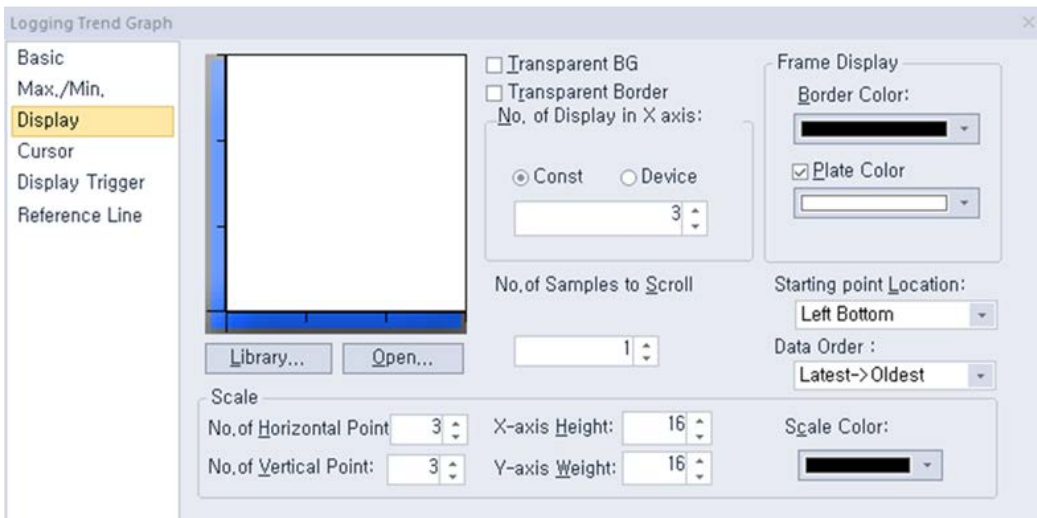 Logging Trend Graph
Basic
Max./Min.
Display
Cursor
Display Trigger
Reference Line
Transparent BG
Transparent Border
No. of Display in X axis:
Const
Device
3
Frame Display
Border Color:
Plate Color
No.of Samples to Scroll
1
Starting point Location:
Left Bottom
Data Order :
Latest->Oldest
Library...
Open...
Scale
No.of Horizontal Point
3
X-axis Height:
16
Scale Color:
No.of Vertical Point:
3
Y-axis Weight:
16